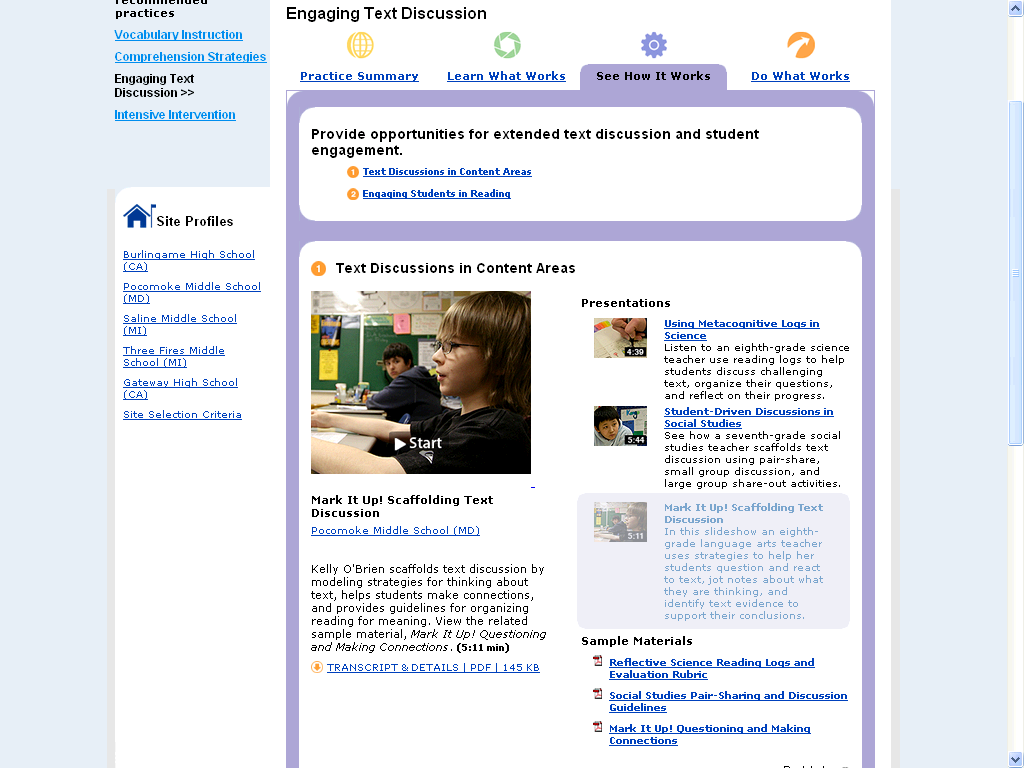 recommended
practices
Vocabulary Instruction
Comprehension Strategies
Engaging Text
Discussion >>
Intensive Intervention
Site Profiles
Burlingame High School
(CA)
Pocomoke Middle School
(MD)
Saline Middle School
(MI)
Three Fires Middle
School (MI)
Gateway High School
(CA)
Site Selection Criteria
Engaging Text Discussion
Practice Summary
Learn What Works
See How It Works
Do What Works
Provide opportunities for extended text discussion and student
engagement.
1 Text Discussions in Content Areas
2 Engaging Students in Reading
1 Text Discussions in Content Areas
Start
Mark It Up! Scaffolding Text
Discussion
Pocomoke Middle School (MD)
Kelly O'Brien scaffolds text discussion by
modeling strategies for thinking about
text, helps students make connections,
and provides guidelines for organizing
reading for meaning. View the related
sample material, Mark It Up! Questioning
and Making Connections. (5:11 min)
TRANSCRIPT & DETAILS | PDF | 145 KB
Presentations
4:39
Using Metacognitive Logs in
Science
Listen to an eighth-grade science
teacher use reading logs to help
students discuss challenging
text, organize their questions,
and reflect on their progress.
5:44
Student-Driven Discussions in
Social Studies
See how a seventh-grade social
studies teacher scaffolds text
discussion using pair-share,
small group discussion, and
large group share-out activities.
5:11
Mark It Up! Scaffolding Text
Discussion
In this slideshow an eighth-
grade language arts teacher
uses strategies to help her
students question and react
to text, jot notes about what
they are thinking, and
identify text evidence to
support their conclusions.
Sample Materials
Reflective Science Reading Logs and
Evaluation Rubric
Social Studies Pair-Sharing and Discussion
Guidelines
Mark It Up! Questioning and Making
Connections